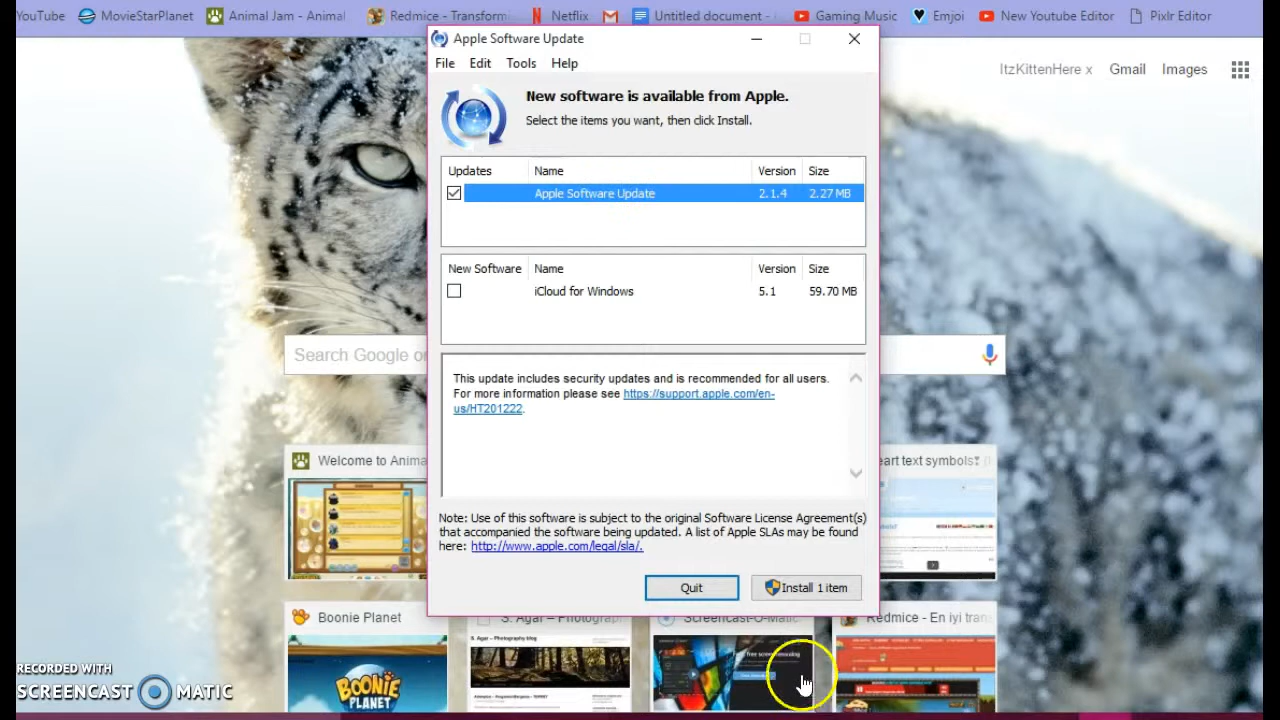 YouTube MovieStarPlanet Animal Jam - Animal Redmice - Transform Netflix Untitled document - Gaming Music Emjoi New Youtube Editor Pixlr Editor
Apple Software Update
File Edit Tools Help
ItzKittenHere x Gmail Images
New software is available from Apple.
Select the items you want, then click Install.
Updates Name Version Size
Apple Software Update 2.1.4 2.27 MB
New Software Name Version Size
iCloud for Windows 5.1 59.70 MB
Search Google or
This update includes security updates and is recommended for all users.
For more information please see https://support.apple.com/en-
us/HT201222.
Welcome to Anima
eart text symbols
Note: Use of this software is subject to the original Software License Agreement(s)
that accompanied the software being updated. A list of Apple SLAs may be found
here: http://www.apple.com/legal/sla/.
Quit Install 1 item
Boonie Planet S. Agar - Photograph Screencast-O-Matic Redmice - En iyi trans
S. Agar - Photography blog
BOONIE
PLANET
RECORDED WITH
SCREENCAST MATIC